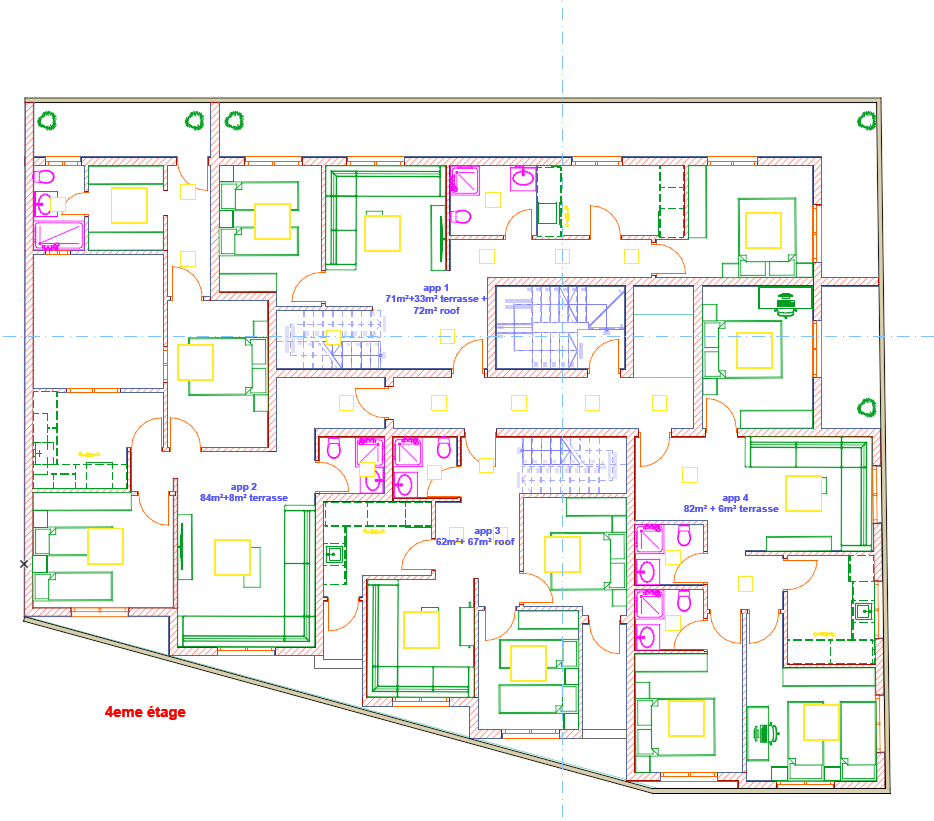 app 1
71m²+33m² terrasse +
72m² roof
app 2
84m²+8m² terrasse
app 4
82m² + 6m² terrasse
app 3
62m²+ 67m² roof
4eme étage